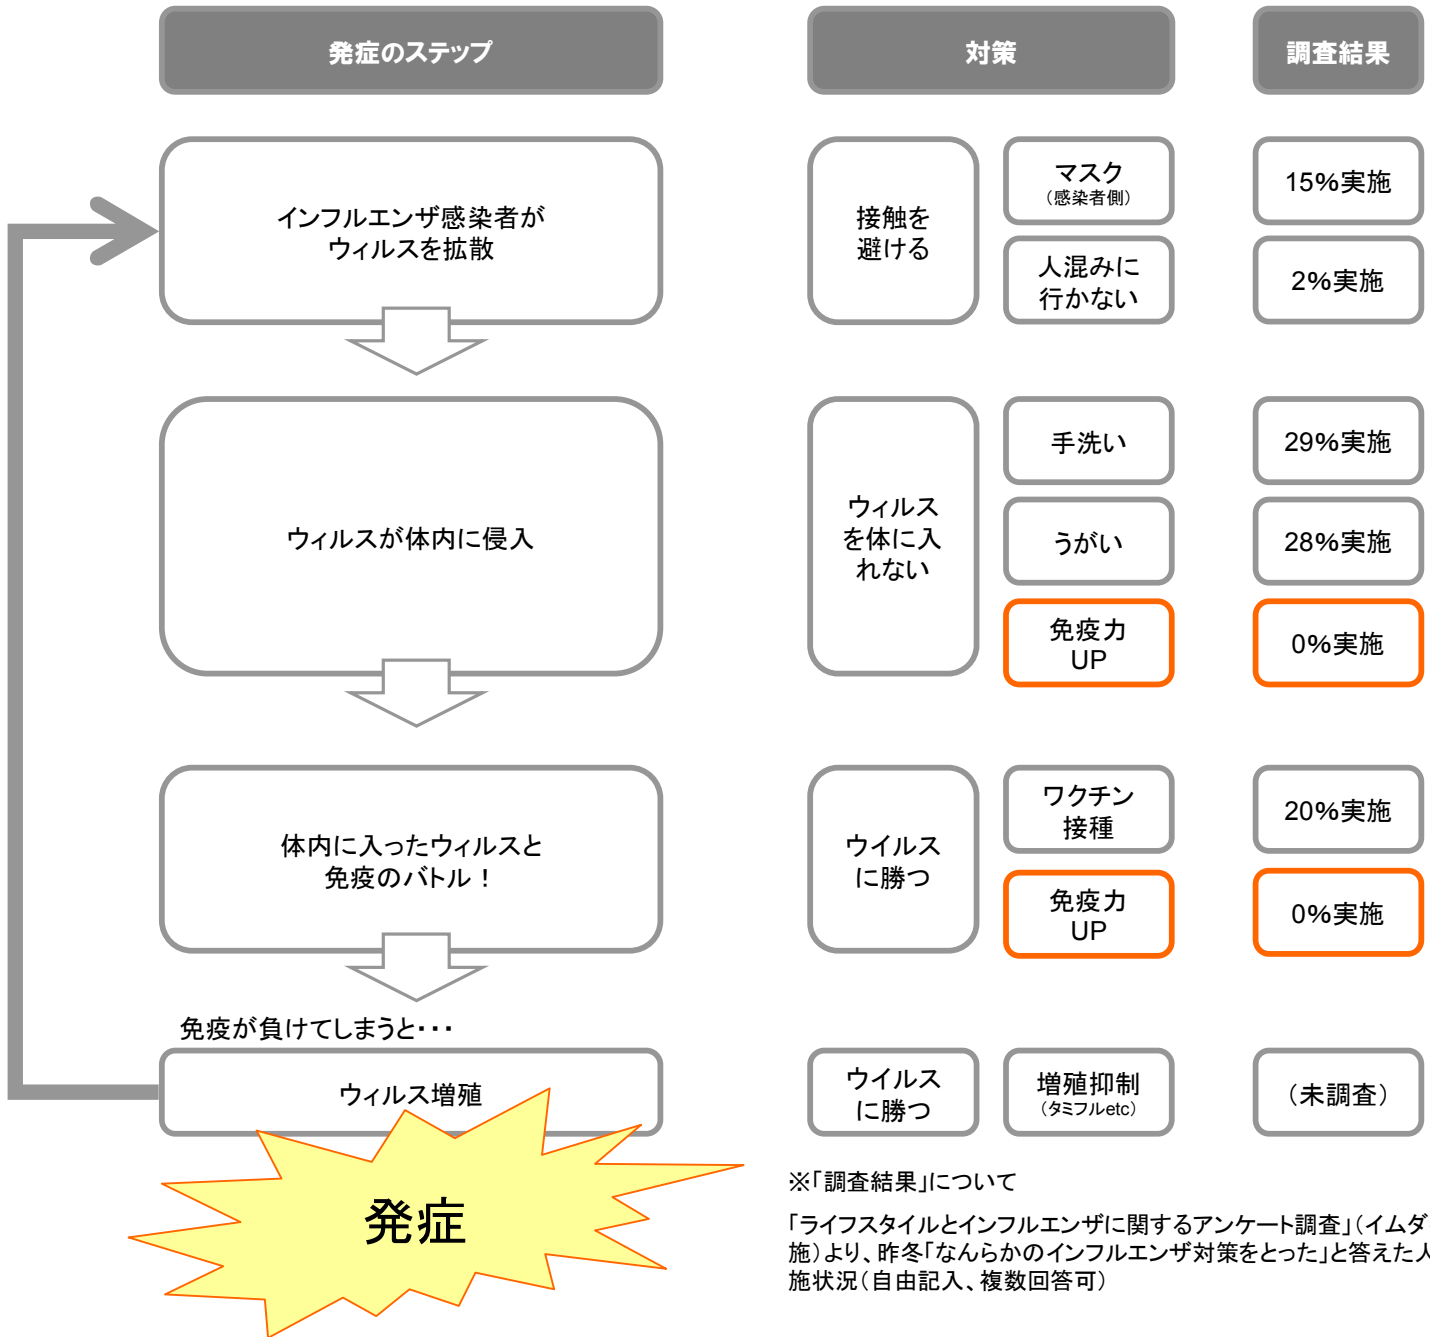 発症のステップ
対策
調査結果
インフルエンザ感染者が
ウィルスを拡散
接触を
避ける
マスク
（感染者側）
15%実施
人混みに
行かない
2%実施
ウィルスが体内に侵入
ウィルス
を体に入
れない
手洗い
29%実施
うがい
28%実施
免疫力
UP
0%実施
体内に入ったウィルスと
免疫のバトル！
ウイルス
に勝つ
ワクチン
接種
20%実施
免疫力
UP
0%実施
免疫が負けてしまうと・・・
ウィルス増殖
ウイルス
に勝つ
増殖抑制
（タミフルetc）
（未調査）
発症
※「調査結果」について
「ライフスタイルとインフルエンザに関するアンケート調査」（イムダ
施）より、昨冬「なんらかのインフルエンザ対策をとった」と答えた人
施状況（自由記入、複数回答可）